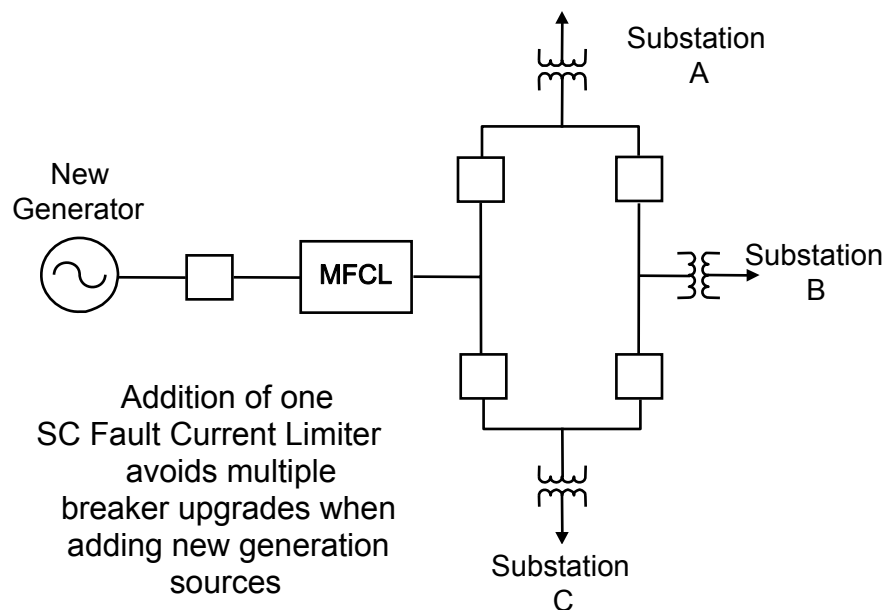 Substation
A
New
Generator
MFCL
Substation
B
Addition of one
SC Fault Current Limiter
avoids multiple
breaker upgrades when
adding new generation
sources
Substation
C